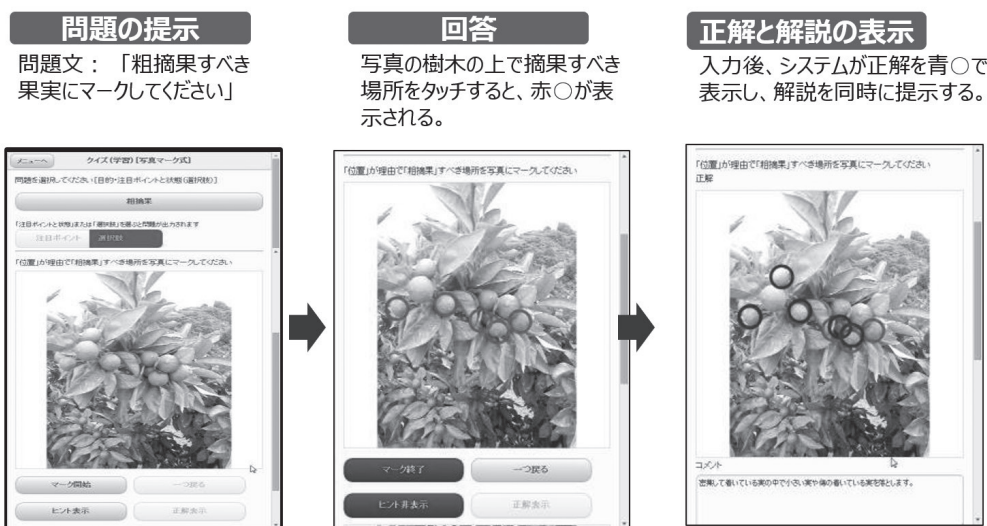 問題の提示
問題文： 「粗摘果すべき
果実にマークしてください」
メニューへ
クイズ(学習)[写真マーク式]
問題を選択してください[目的・注目ポイントと状態(選択肢)]
粗摘果
「注目ポイントと状態」または「選択肢」を選ぶと問題が出力されます
注目ポイント 選択肢
「位置」が理由で「粗摘果」すべき場所を写真にマークしてください
マーク開始 一つ戻る
ヒント表示 正解表示
回答
写真の樹木の上で摘果すべき
場所をタッチすると、赤○が表
示される。
「位置」が理由で「粗摘果」すべき場所を写真にマークしてください
マーク終了 一つ戻る
ヒント非表示 正解表示
正解と解説の表示
入力後、システムが正解を青○で
表示し、解説を同時に提示する。
「位置」が理由で「粗摘果」すべき場所を写真にマークしてください
正解
コメント
密集して着いている実の中で小さい実や傷の着いている実を落とします。